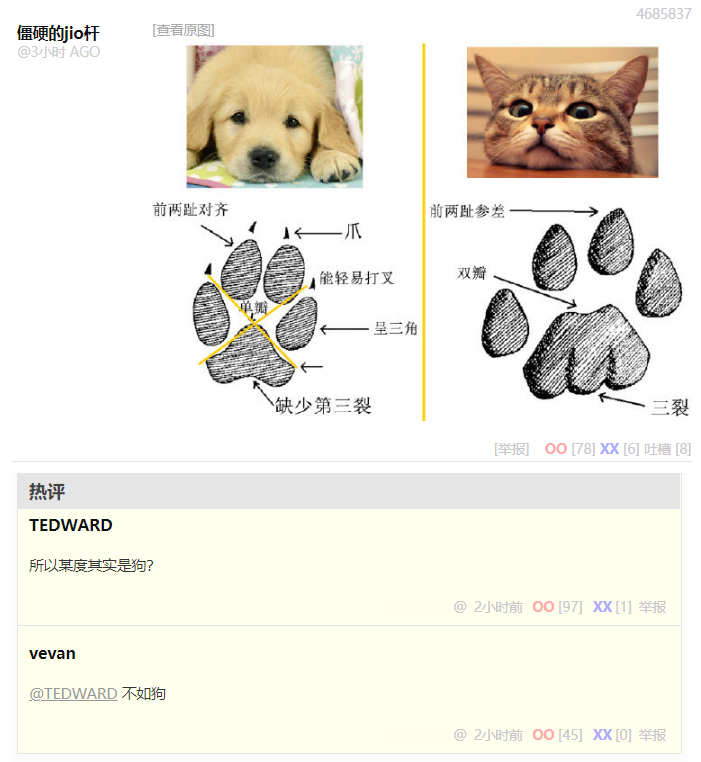 4685837
僵硬的jio杆
@3小时 AGO
[查看原图]
前两趾对齐
爪
能轻易打叉
单瓣
呈三角
缺少第三裂
前两趾参差
双瓣
三裂
[举报] OO [78] XX [6] 吐槽 [8]
热评
TEDWARD
所以某度其实是狗?
@ 2小时前 OO [97] XX [1] 举报
vevan
@TEDWARD 不如狗
@ 2小时前 OO [45] XX [0] 举报